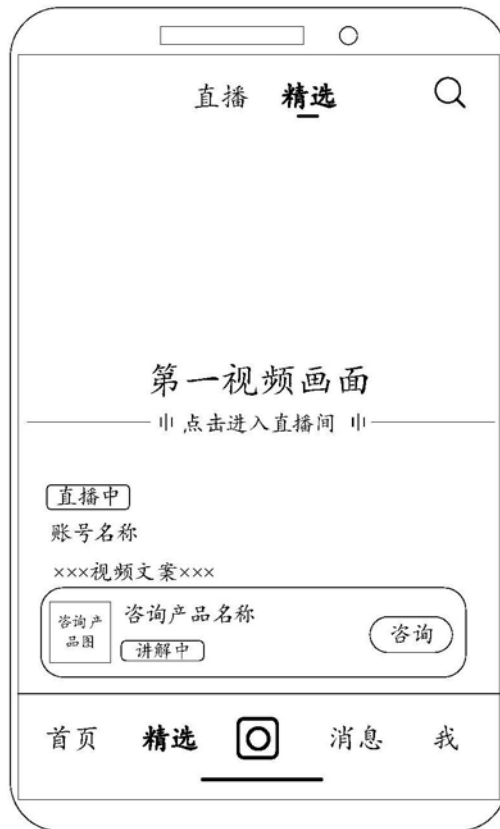 直播 精选
第一视频画面
点击进入直播间
直播中
账号名称
×××视频文案×××
咨询产品图
咨询产品名称
讲解中
咨询
首页 精选 消息 我